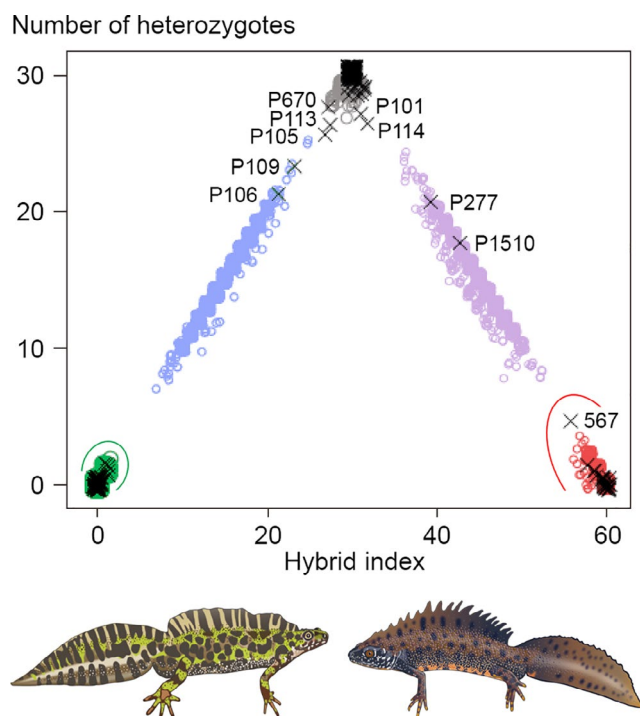 Number of heterozygotes
30
P670
P101
P113
P114
P105
P109
P106
20
P277
P1510
10
567
0
0
20
40
60
Hybrid index